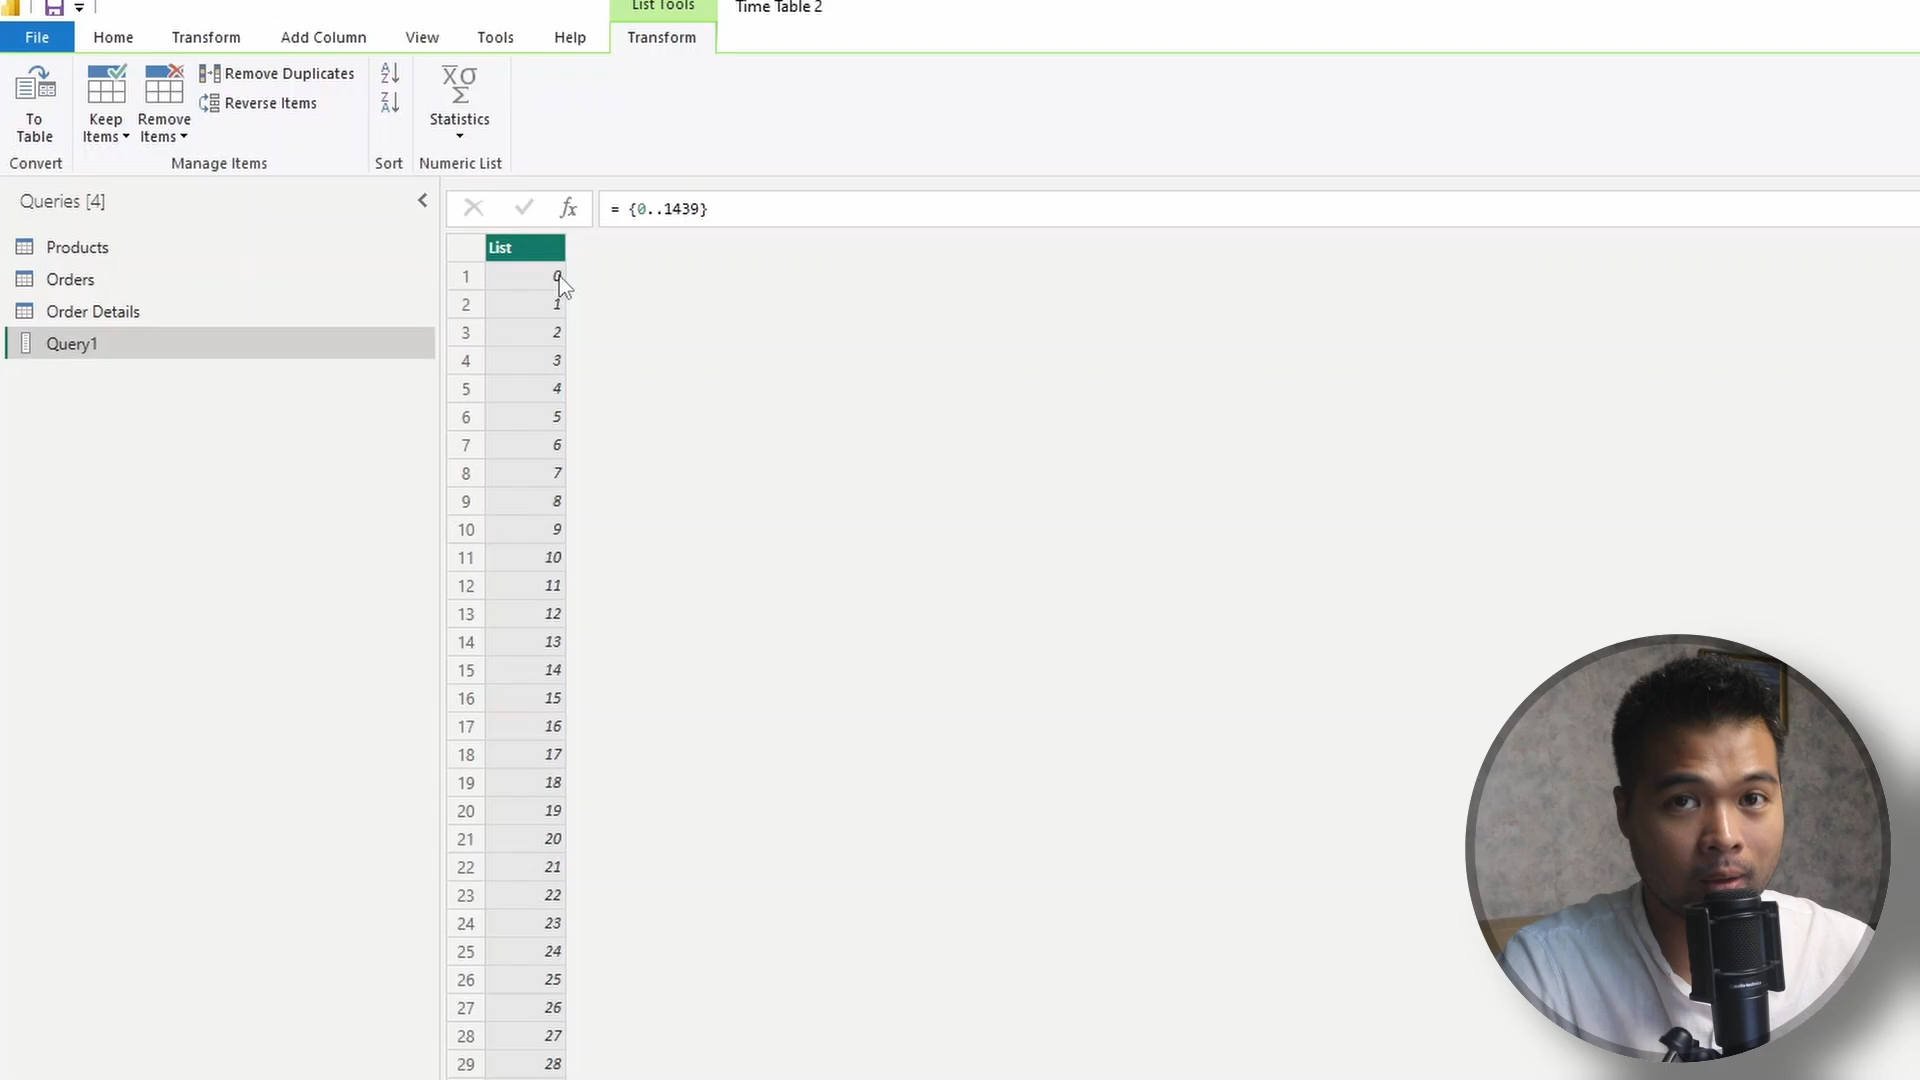 List Tools
Time Table 2
File
Home
Transform
Add Column
View
Tools
Help
Transform
To Table
Keep Items
Remove Items
Remove Duplicates
Reverse Items
Statistics
Convert
Manage Items
Sort
Numeric List
Queries [4]
Products
Orders
Order Details
Query1
fx
= {0..1439}
List
1 0
2 1
3 2
4 3
5 4
6 5
7 6
8 7
9 8
10 9
11 10
12 11
13 12
14 13
15 14
16 15
17 16
18 17
19 18
20 19
21 20
22 21
23 22
24 23
25 24
26 25
27 26
28 27
29 28